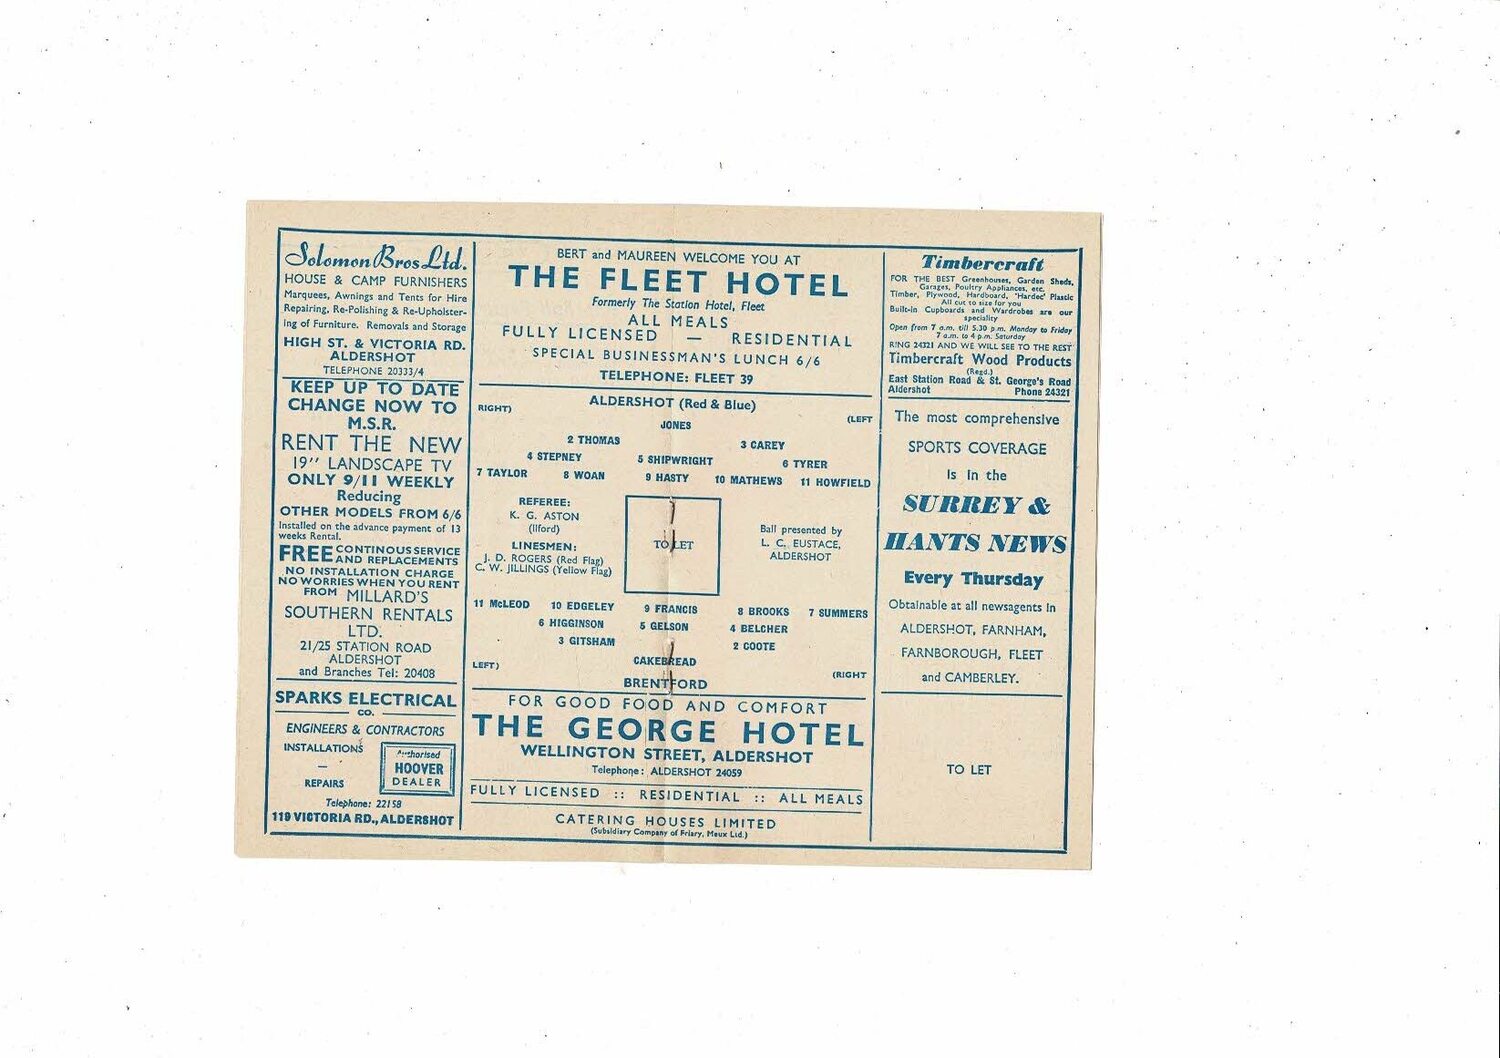 Solomon Bros Ltd.
HOUSE & CAMP FURNISHERS
Marquees, Awnings and Tents for Hire
Repairing, Re-Polishing & Re-Upholster-
ing of Furniture. Removals and Storage
HIGH ST. & VICTORIA RD.
ALDERSHOT
TELEPHONE 20333/4
KEEP UP TO DATE
CHANGE NOW TO
M.S.R.
RENT THE NEW
19" LANDSCAPE TV
ONLY 9/11 WEEKLY
Reducing
OTHER MODELS FROM 6/6
Installed on the advance payment of 13
weeks Rental.
FREE CONTINOUS SERVICE
AND REPLACEMENTS
NO INSTALLATION CHARGE
NO WORRIES WHEN YOU RENT
FROM MILLARD'S
SOUTHERN RENTALS
LTD.
21/25 STATION ROAD
ALDERSHOT
and Branches Tel: 20408
SPARKS ELECTRICAL
CO.
ENGINEERS & CONTRACTORS
INSTALLATIONS
—
REPAIRS
Authorised
HOOVER
DEALER
Telephone: 22158
119 VICTORIA RD., ALDERSHOT
BERT and MAUREEN WELCOME YOU AT
THE FLEET HOTEL
Formerly The Station Hotel, Fleet
ALL MEALS
FULLY LICENSED — RESIDENTIAL
SPECIAL BUSINESSMAN'S LUNCH 6/6
TELEPHONE: FLEET 39
ALDERSHOT (Red & Blue)
RIGHT) (LEFT
JONES
2 THOMAS 3 CAREY
4 STEPNEY 5 SHIPWRIGHT 6 TYRER
7 TAYLOR 8 WOAN 9 HASTY 10 MATHEWS 11 HOWFIELD
REFEREE:
K. G. ASTON
(Ilford)
LINESMEN:
J. D. ROGERS (Red Flag)
C. W. JILLINGS (Yellow Flag)
TO LET
Ball presented by
L. C. EUSTACE,
ALDERSHOT
11 McLEOD 10 EDGELEY 9 FRANCIS 8 BROOKS 7 SUMMERS
6 HIGGINSON 5 GELSON 4 BELCHER
3 GITSHAM 2 COOTE
LEFT) CAKEBREAD (RIGHT
BRENTFORD
FOR GOOD FOOD AND COMFORT
THE GEORGE HOTEL
WELLINGTON STREET, ALDERSHOT
Telephone: ALDERSHOT 24059
FULLY LICENSED :: RESIDENTIAL :: ALL MEALS
CATERING HOUSES LIMITED
(Subsidiary Company of Friary, Meux Ltd.)
Timbercraft
FOR THE BEST Greenhouses, Garden Sheds,
Garages, Poultry Appliances, etc.
Timber, Plywood, Hardboard, 'Hardec' Plastic
All cut to size for you
Built-in Cupboards and Wardrobes are our
speciality
Open from 7 a.m. till 5.30 p.m. Monday to Friday
7 a.m. to 4 p.m. Saturday
RING 24321 AND WE WILL SEE TO THE REST
Timbercraft Wood Products
(Regd.)
East Station Road & St. George's Road
Aldershot Phone 24321
The most comprehensive
SPORTS COVERAGE
Is in the
SURREY &
HANTS NEWS
Every Thursday
Obtainable at all newsagents in
ALDERSHOT, FARNHAM,
FARNBOROUGH, FLEET
and CAMBERLEY.
TO LET